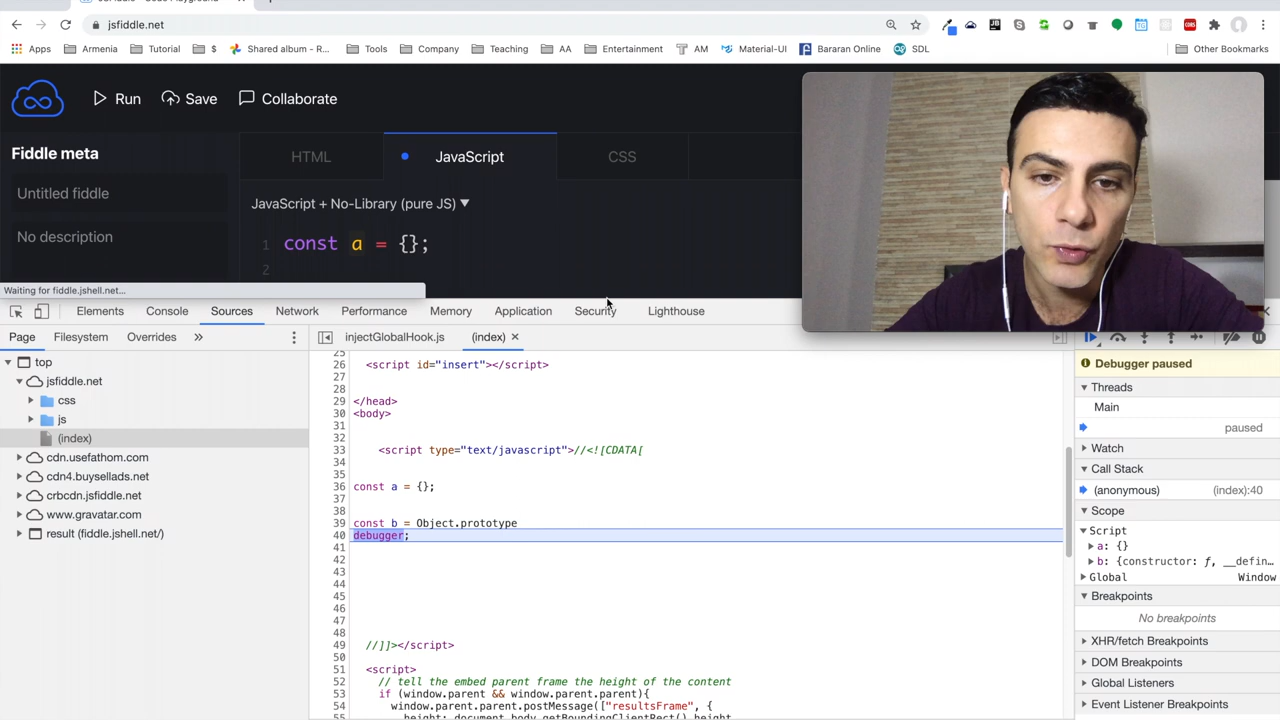 jsfiddle.net
Apps Armenia Tutorial $ Shared album - R... Tools Company Teaching AA Entertainment AM Material-UI Bararan Online SDL Other Bookmarks
Run Save Collaborate
Fiddle meta
HTML JavaScript CSS
Untitled fiddle
JavaScript + No-Library (pure JS) ▼
No description
1 const a = {};
2
Waiting for fiddle.jshell.net...
Elements Console Sources Network Performance Memory Application Security Lighthouse
Page Filesystem Overrides » injectGlobalHook.js (index) ×
top
jsfiddle.net
css
js
(index)
cdn.usefathom.com
cdn4.buysellads.net
crbcdn.jsfiddle.net
www.gravatar.com
result (fiddle.jshell.net/)
25
26 <script id="insert"></script>
27
28
29 </head>
30 <body>
31
32
33 <script type="text/javascript">//<![CDATA[
34
35
36 const a = {};
37
38
39 const b = Object.prototype
40 debugger;
41
42
43
44
45
46
47
48
49 //]]></script>
50
51 <script>
52 // tell the embed parent frame the height of the content
53 if (window.parent && window.parent.parent){
54 window.parent.parent.postMessage(["resultsFrame", {
55 height: document.body.getBoundingClientRect().height
Debugger paused
Threads
Main
paused
Watch
Call Stack
(anonymous) (index):40
Scope
Script
a: {}
b: {constructor: ƒ, __defin...
Global Window
Breakpoints
No breakpoints
XHR/fetch Breakpoints
DOM Breakpoints
Global Listeners
Event Listener Breakpoints